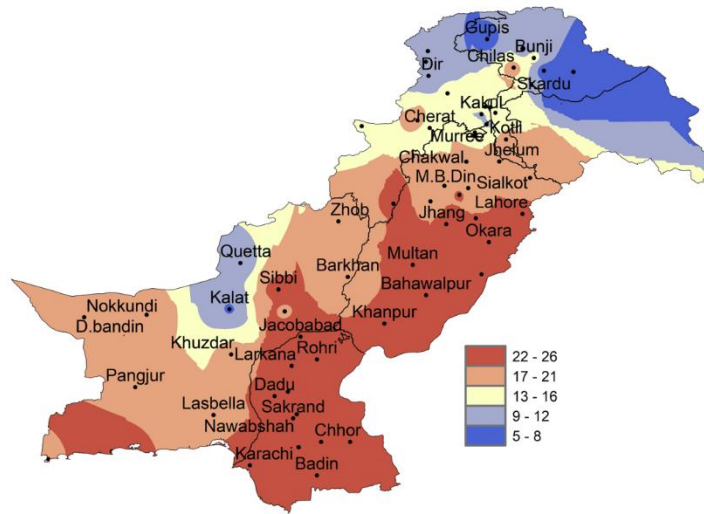 Gupis
Bunji
Dir
Chilas
Skardu
Kakul
Cherat
Murree
Kotli
Chakwal
Jhelum
M.B.Din
Sialkot
Zhob
Jhang
Lahore
Okara
Quetta
Multan
Sibbi
Barkhan
Bahawalpur
Nokkundi
Kalat
D.bandin
Jacobabad
Khanpur
Khuzdar
Larkana
Rohri
Pangjur
Dadu
Lasbella
Sakrand
Nawabshah
Chhor
Karachi
Badin
22 - 26
17 - 21
13 - 16
9 - 12
5 - 8